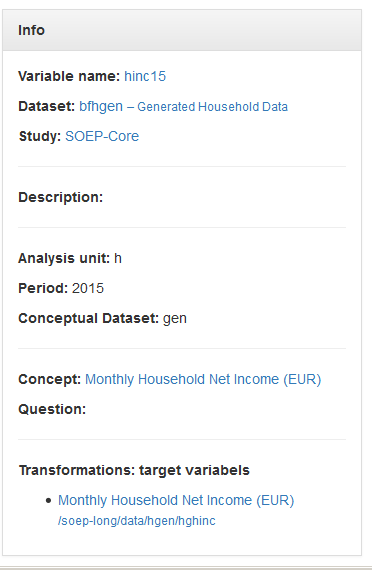 Info
Variable name: hinc15
Dataset: bfhgen – Generated Household Data
Study: SOEP-Core
Description:
Analysis unit: h
Period: 2015
Conceptual Dataset: gen
Concept: Monthly Household Net Income (EUR)
Question:
Transformations: target variabels
• Monthly Household Net Income (EUR)
/soep-long/data/hgen/hghinc